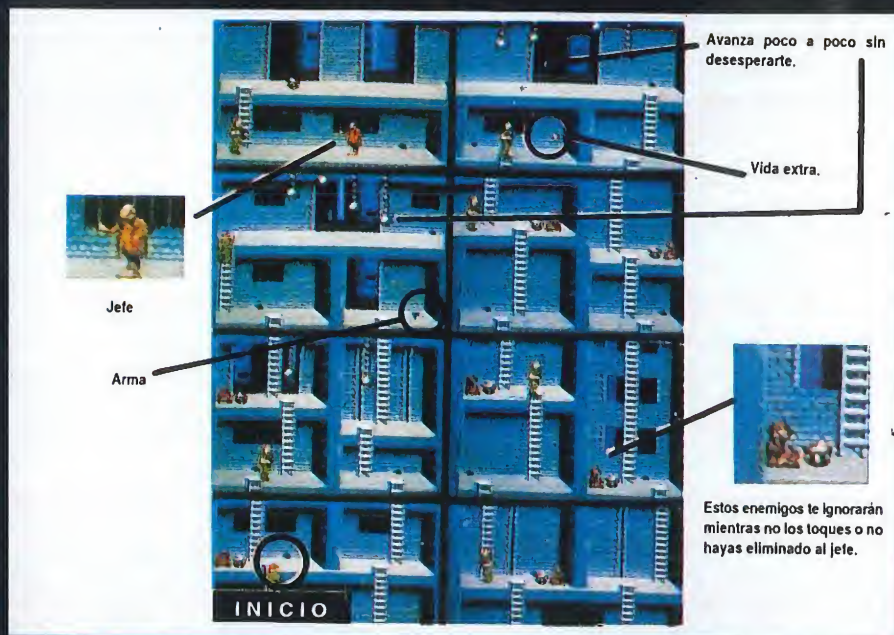 Avanza poco a poco sin
desesperarte.
Vida extra.
Jefe
Arma
Estos enemigos te ignorarán
mientras no los toques o no
hayas eliminado al jefe.
INICIO